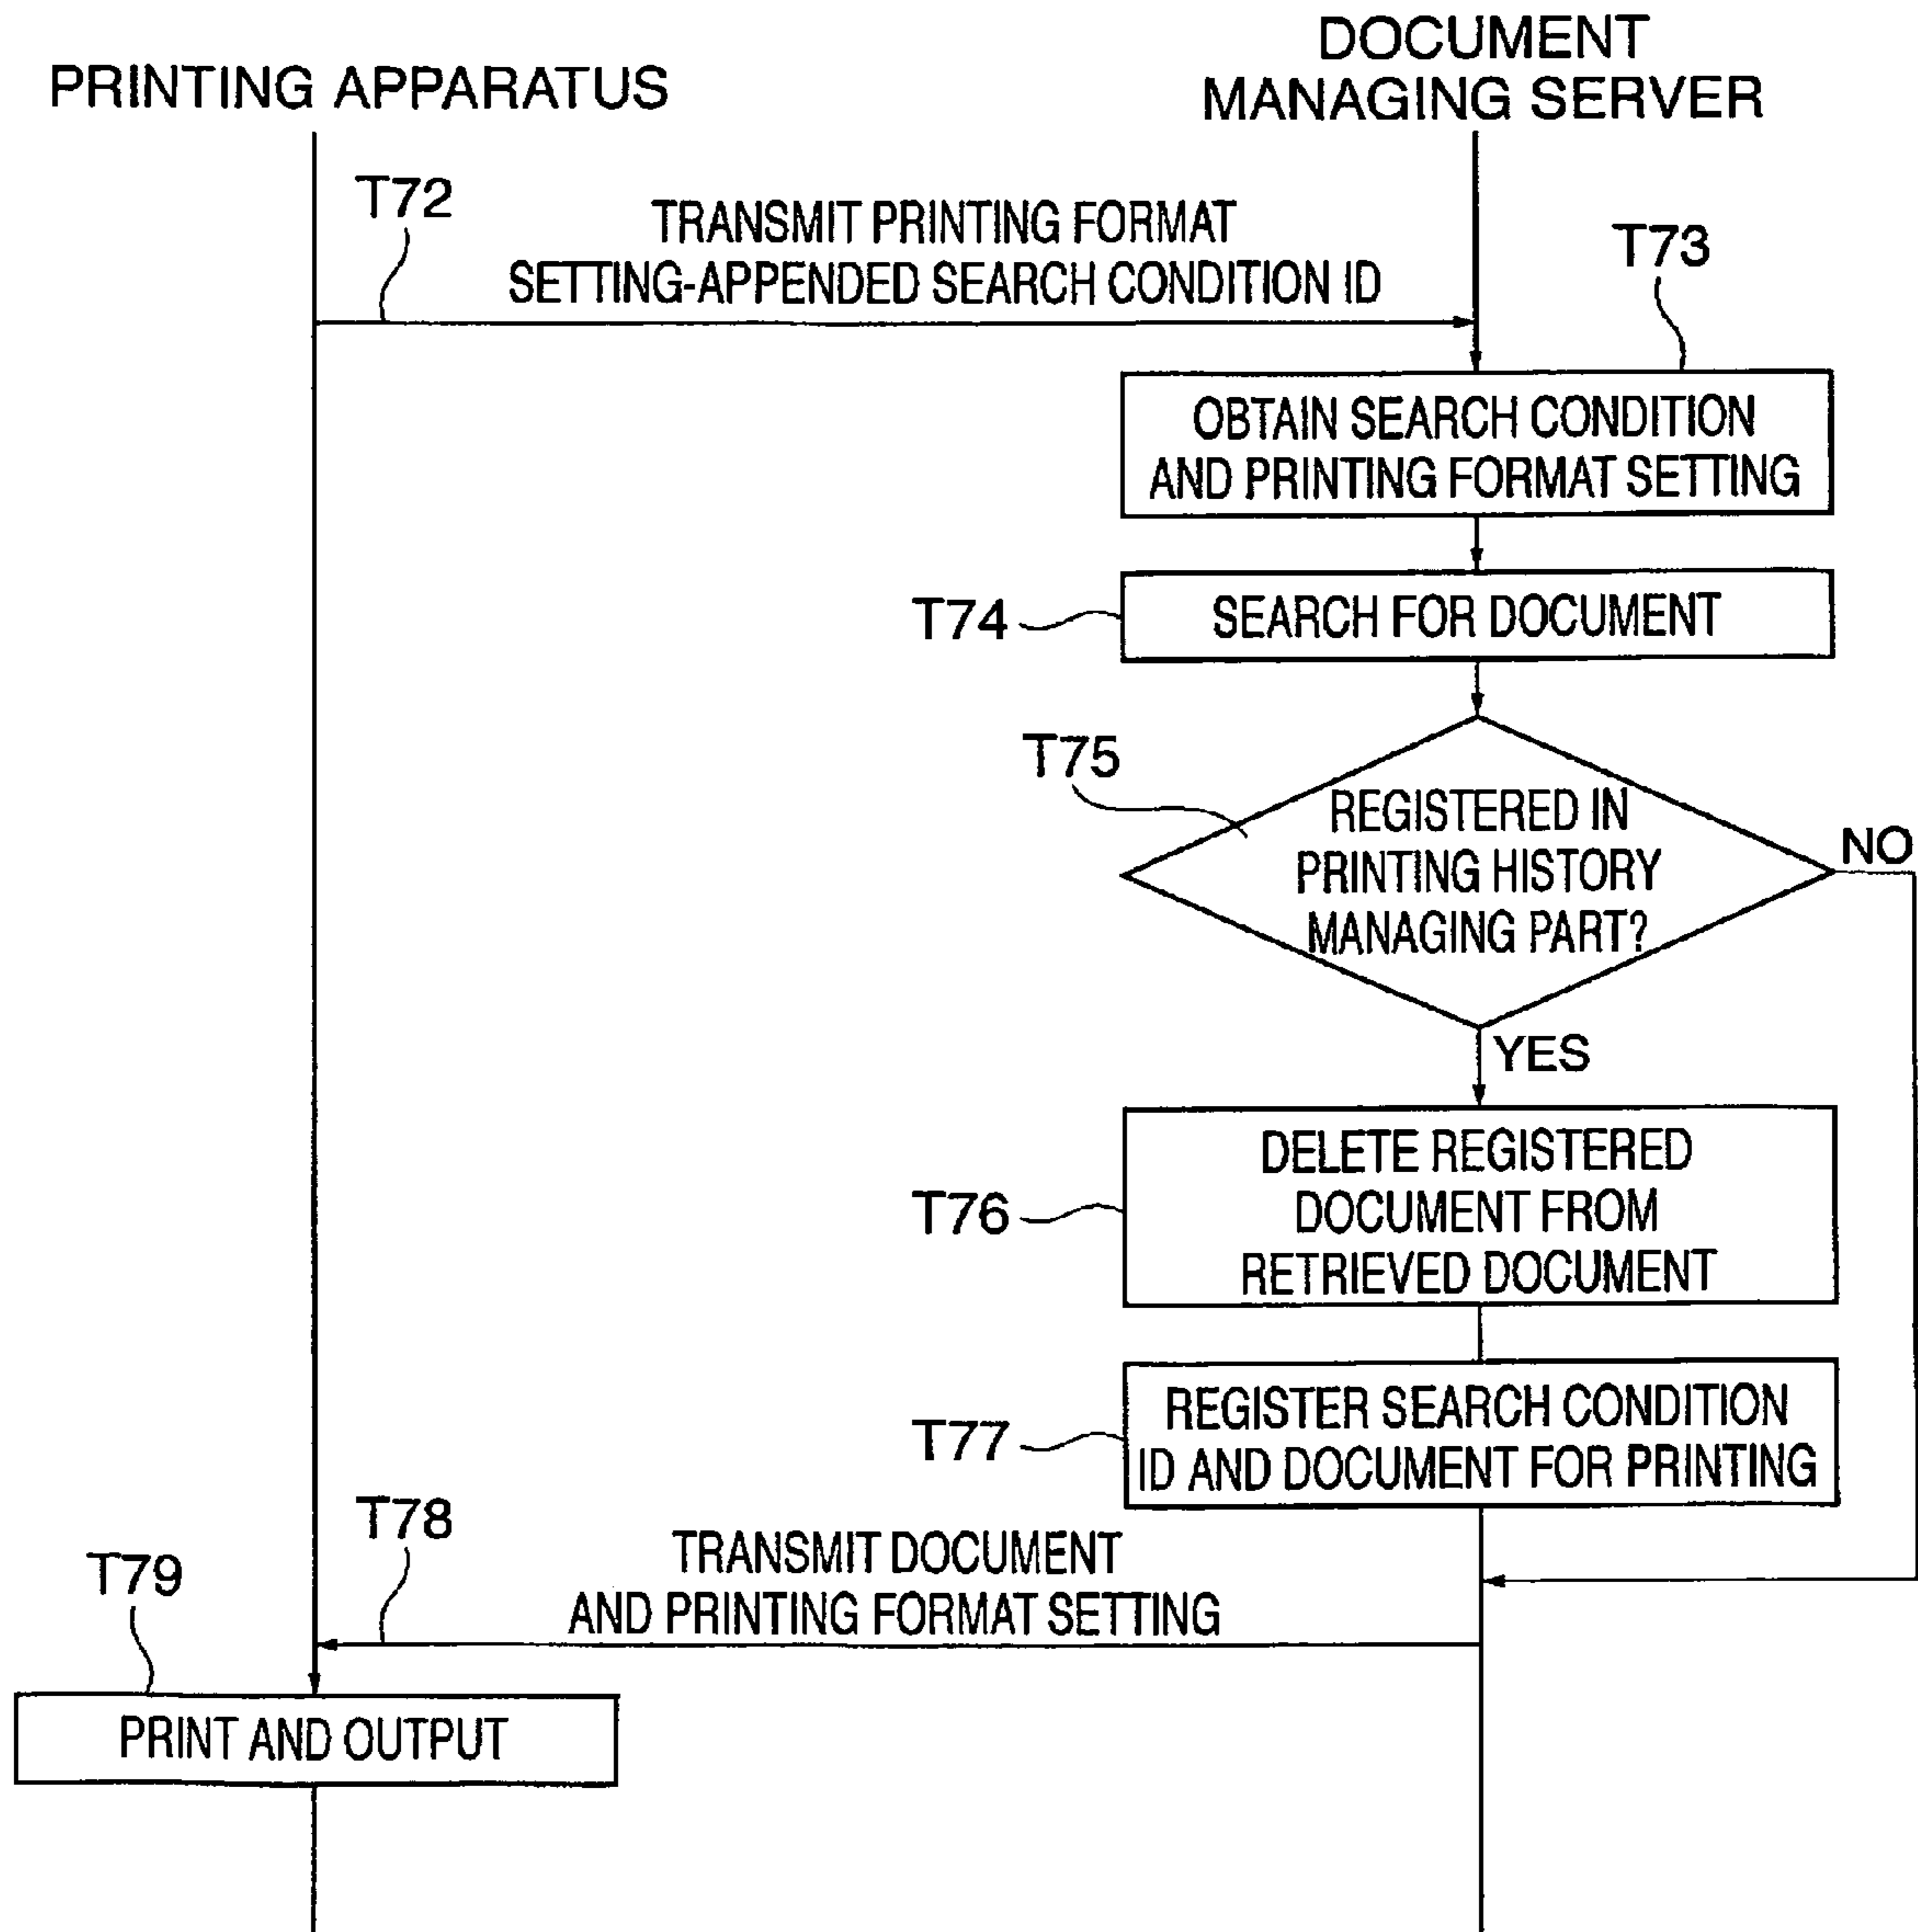 PRINTING APPARATUS
DOCUMENT
MANAGING SERVER
T72
TRANSMIT PRINTING FORMAT
SETTING-APPENDED SEARCH CONDITION ID
T73
OBTAIN SEARCH CONDITION
AND PRINTING FORMAT SETTING
T74
SEARCH FOR DOCUMENT
T75
REGISTERED IN
PRINTING HISTORY
MANAGING PART?
NO
YES
T76
DELETE REGISTERED
DOCUMENT FROM
RETRIEVED DOCUMENT
T77
REGISTER SEARCH CONDITION
ID AND DOCUMENT FOR PRINTING
T78
TRANSMIT DOCUMENT
AND PRINTING FORMAT SETTING
T79
PRINT AND OUTPUT